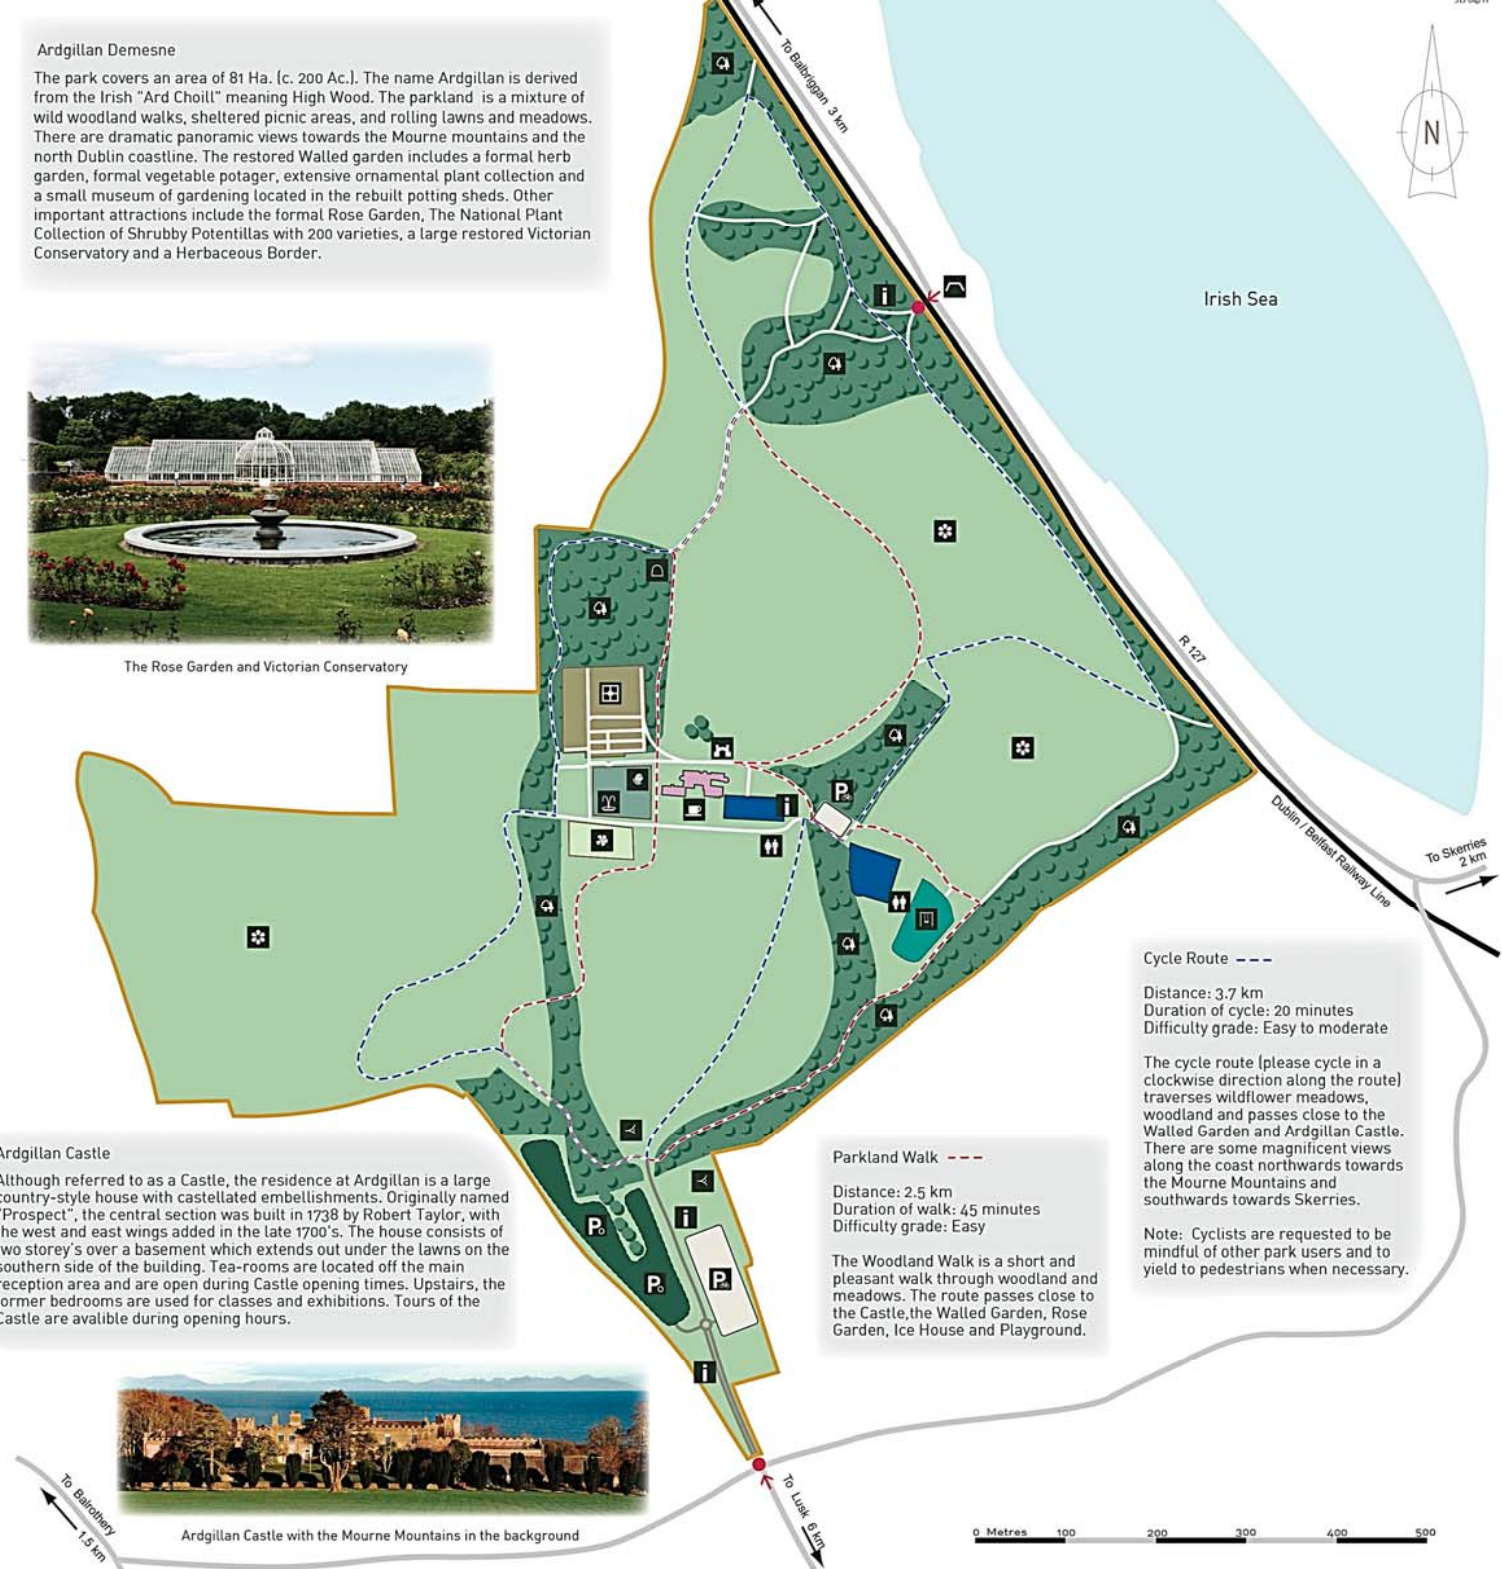 Ardgillan Demesne
The park covers an area of 81 Ha. (c. 200 Ac.). The name Ardgillan is derived
from the Irish "Ard Choill" meaning High Wood. The parkland is a mixture of
wild woodland walks, sheltered picnic areas, and rolling lawns and meadows.
There are dramatic panoramic views towards the Mourne mountains and the
north Dublin coastline. The restored Walled garden includes a formal herb
garden, formal vegetable potager, extensive ornamental plant collection and
a small museum of gardening located in the rebuilt potting sheds. Other
important attractions include the formal Rose Garden, The National Plant
Collection of Shrubby Potentillas with 200 varieties, a large restored Victorian
Conservatory and a Herbaceous Border.
To Balbriggan 3 km
N
Irish Sea
The Rose Garden and Victorian Conservatory
R 127
Dublin / Belfast Railway Line
To Skerries
2 km
Cycle Route
Distance: 3.7 km
Duration of cycle: 20 minutes
Difficulty grade: Easy to moderate
The cycle route (please cycle in a
clockwise direction along the route)
traverses wildflower meadows,
woodland and passes close to the
Walled Garden and Ardgillan Castle.
There are some magnificent views
along the coast northwards towards
the Mourne Mountains and
southwards towards Skerries.
Note: Cyclists are requested to be
mindful of other park users and to
yield to pedestrians when necessary.
Ardgillan Castle
Although referred to as a Castle, the residence at Ardgillan is a large
country-style house with castellated embellishments. Originally named
"Prospect", the central section was built in 1738 by Robert Taylor, with
the west and east wings added in the late 1700's. The house consists of
two storey's over a basement which extends out under the lawns on the
southern side of the building. Tea-rooms are located off the main
reception area and are open during Castle opening times. Upstairs, the
former bedrooms are used for classes and exhibitions. Tours of the
Castle are avalible during opening hours.
Parkland Walk
Distance: 2.5 km
Duration of walk: 45 minutes
Difficulty grade: Easy
The Woodland Walk is a short and
pleasant walk through woodland and
meadows. The route passes close to
the Castle,the Walled Garden, Rose
Garden, Ice House and Playground.
i
i
P
P
P
P
i
i
Ardgillan Castle with the Mourne Mountains in the background
To Balrothery
1.5 km
To Lusk 6 km
0 Metres 100 200 300 400 500